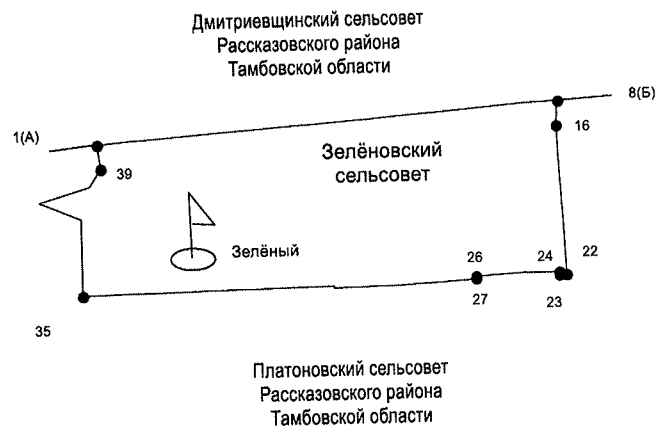 Дмитриевщинский сельсовет
Рассказовского района
Тамбовской области
8(Б)
1(А)
16
Зелёновский
сельсовет
39
Зелёный
26
24
22
27
23
35
Платоновский сельсовет
Рассказовского района
Тамбовской области